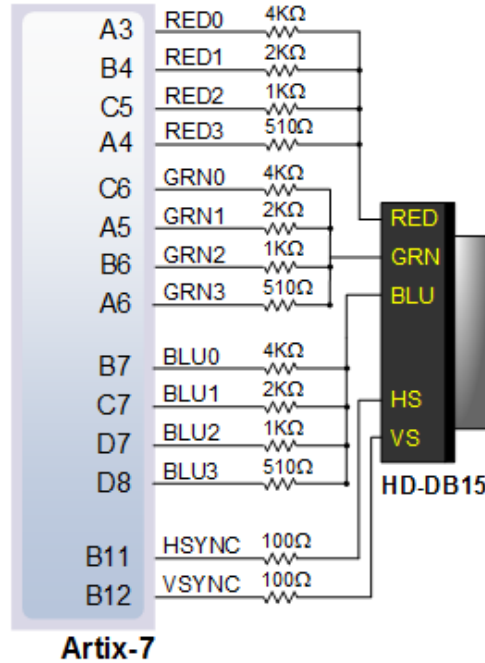 A3 RED0 4KΩ
B4 RED1 2KΩ
C5 RED2 1KΩ
A4 RED3 510Ω
C6 GRN0 4KΩ
A5 GRN1 2KΩ
B6 GRN2 1KΩ
A6 GRN3 510Ω
B7 BLU0 4KΩ
C7 BLU1 2KΩ
D7 BLU2 1KΩ
D8 BLU3 510Ω
B11 HSYNC 100Ω
B12 VSYNC 100Ω
Artix-7
RED
GRN
BLU
HS
VS
HD-DB15